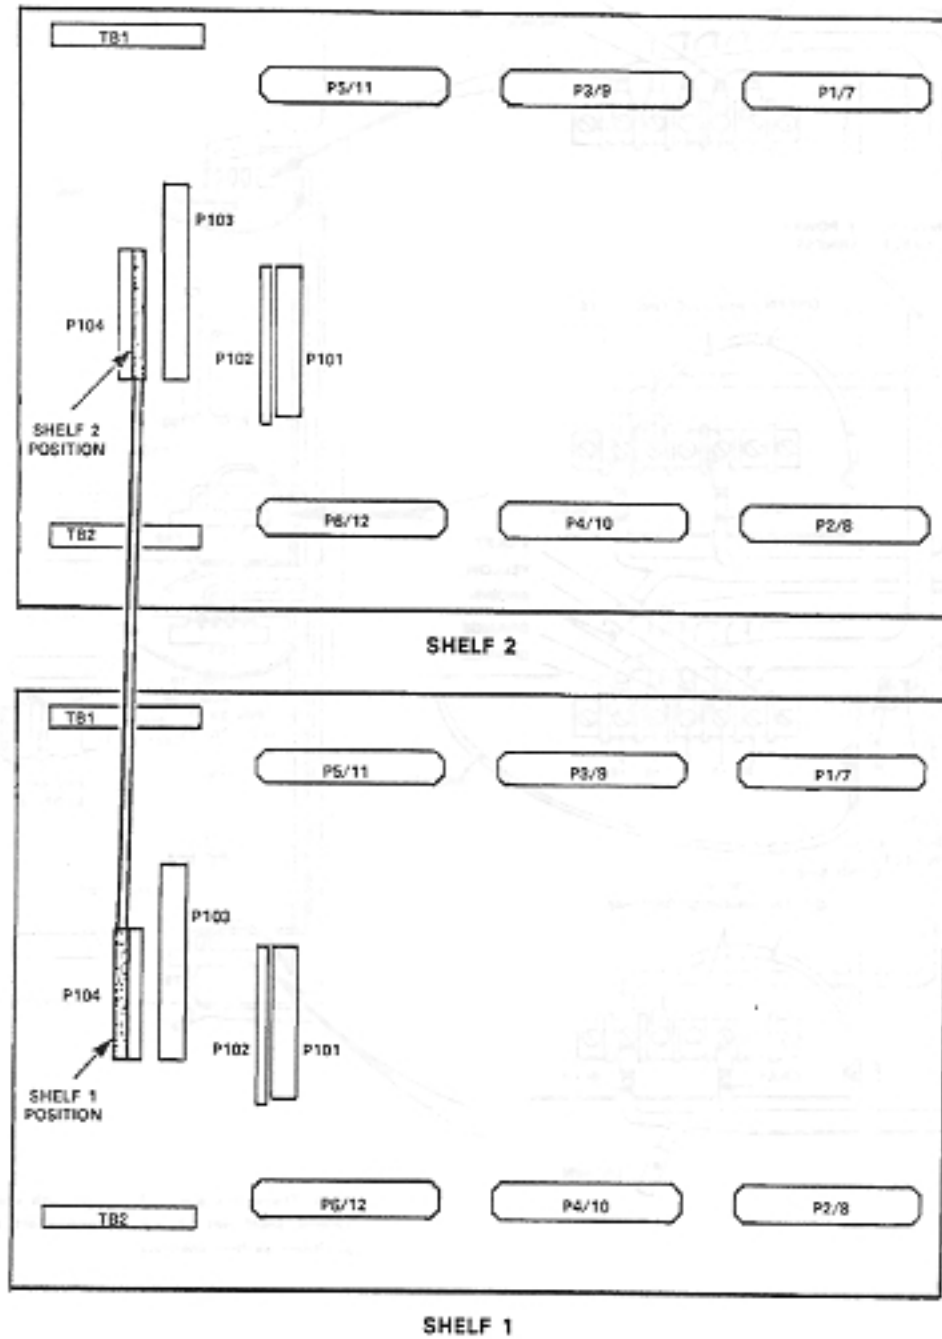 TB1
P5/11
P3/9
P1/7
P103
P104
P102
P101
SHELF 2
POSITION
TB2
P6/12
P4/10
P2/8
SHELF 2
TB1
P5/11
P3/9
P1/7
P103
P104
P102
P101
SHELF 1
POSITION
TB2
P6/12
P4/10
P2/8
SHELF 1